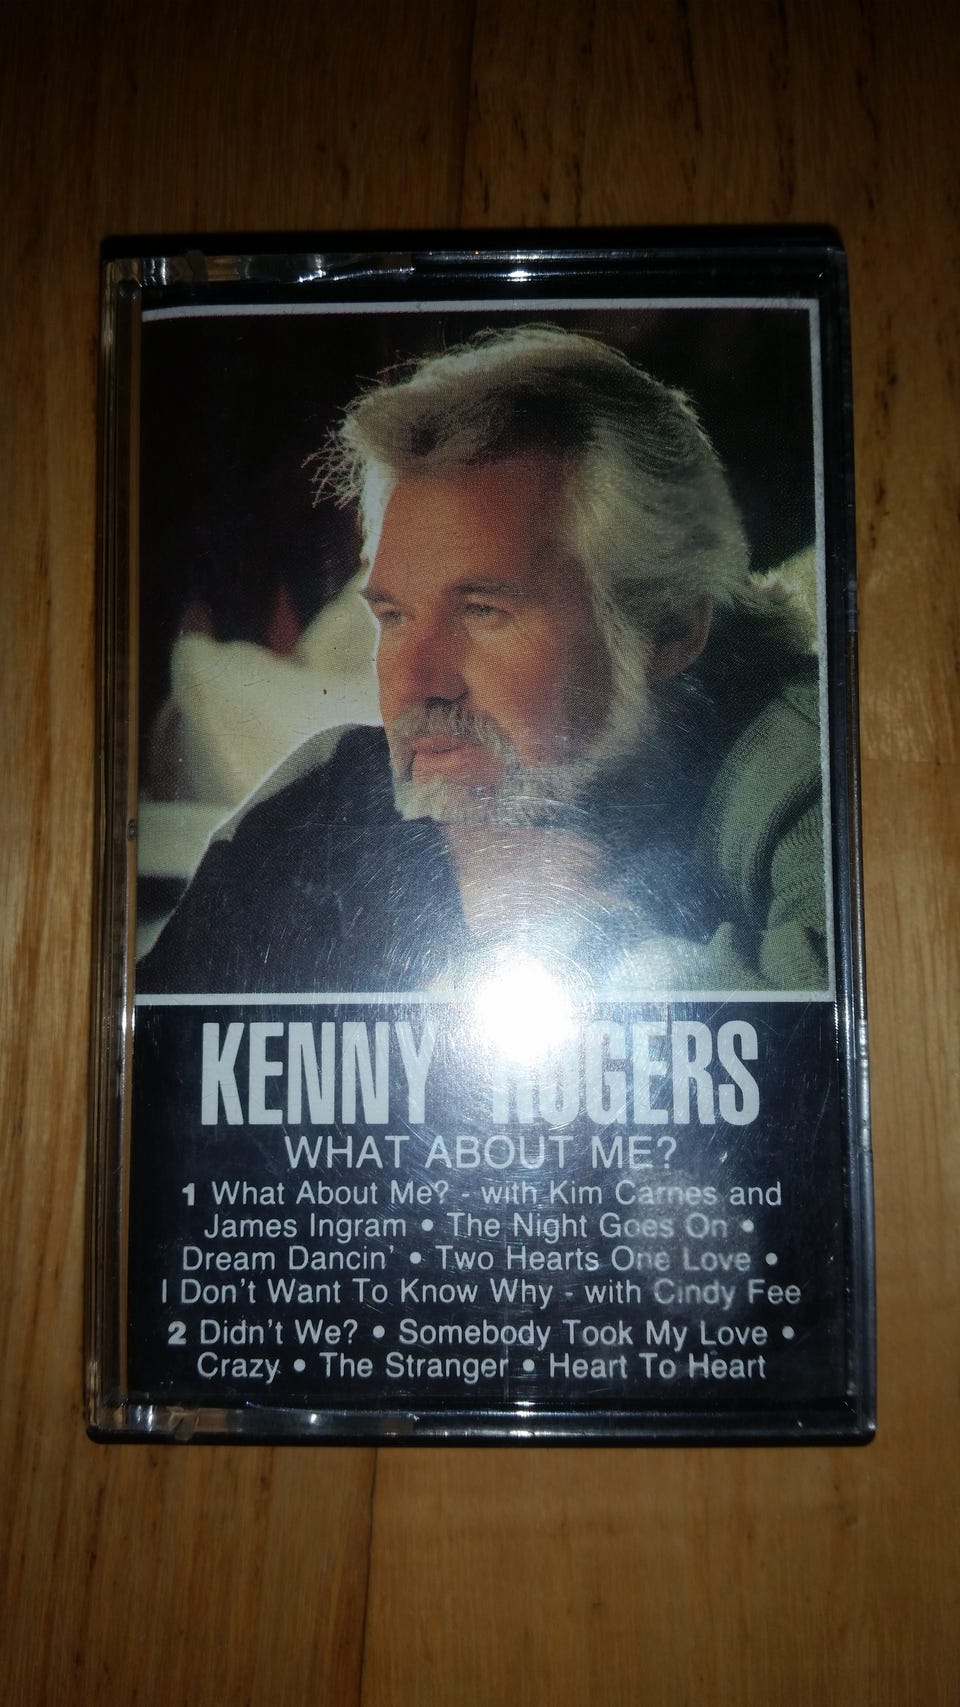 KENNY ROGERS
WHAT ABOUT ME?
1 What About Me? - with Kim Carnes and
James Ingram • The Night Goes On •
Dream Dancin' • Two Hearts One Love •
I Don't Want To Know Why - with Cindy Fee
2 Didn't We? • Somebody Took My Love •
Crazy • The Stranger • Heart To Heart